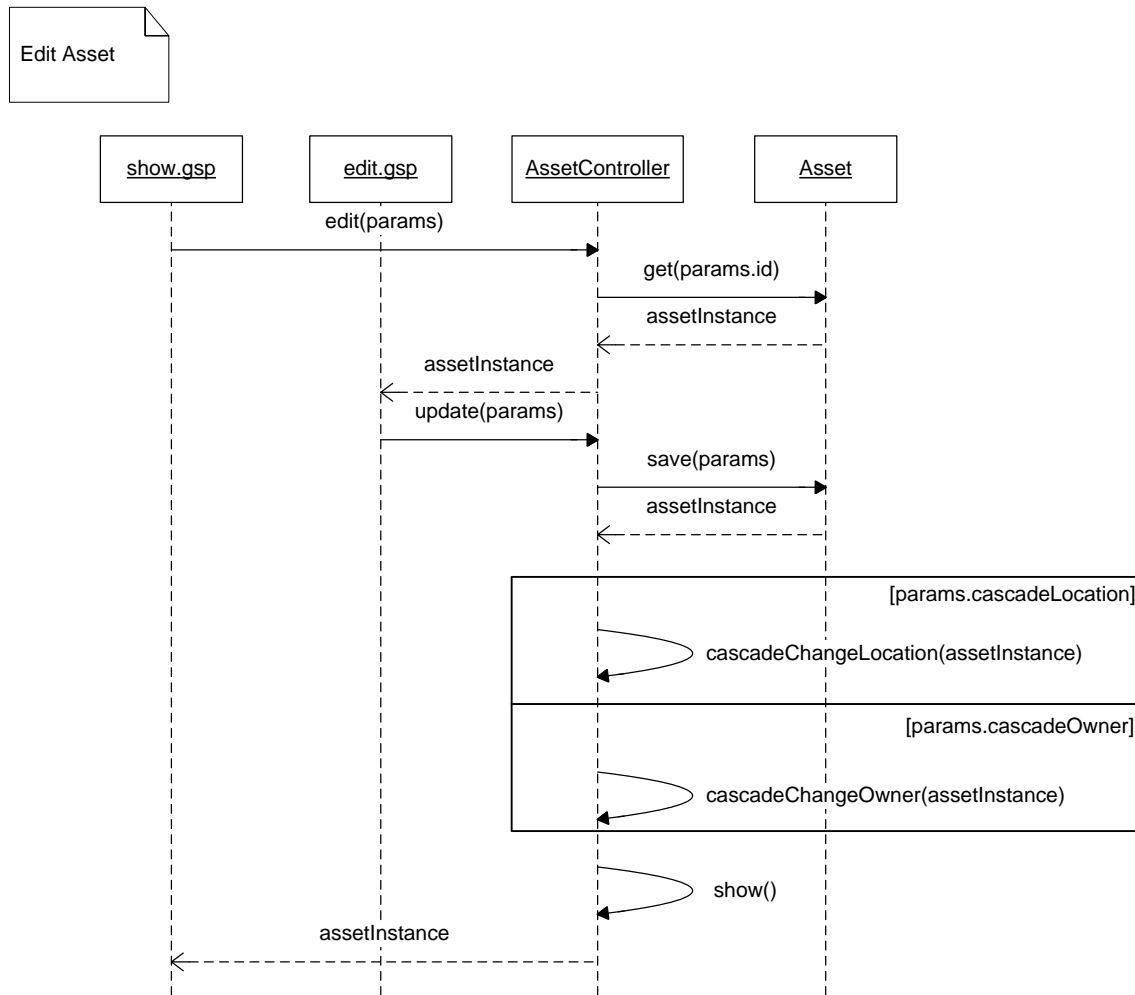 Edit Asset
show.gsp
edit.gsp
AssetController
Asset
edit(params)
get(params.id)
assetInstance
assetInstance
update(params)
save(params)
assetInstance
[params.cascadeLocation]
cascadeChangeLocation(assetInstance)
[params.cascadeOwner]
cascadeChangeOwner(assetInstance)
show()
assetInstance